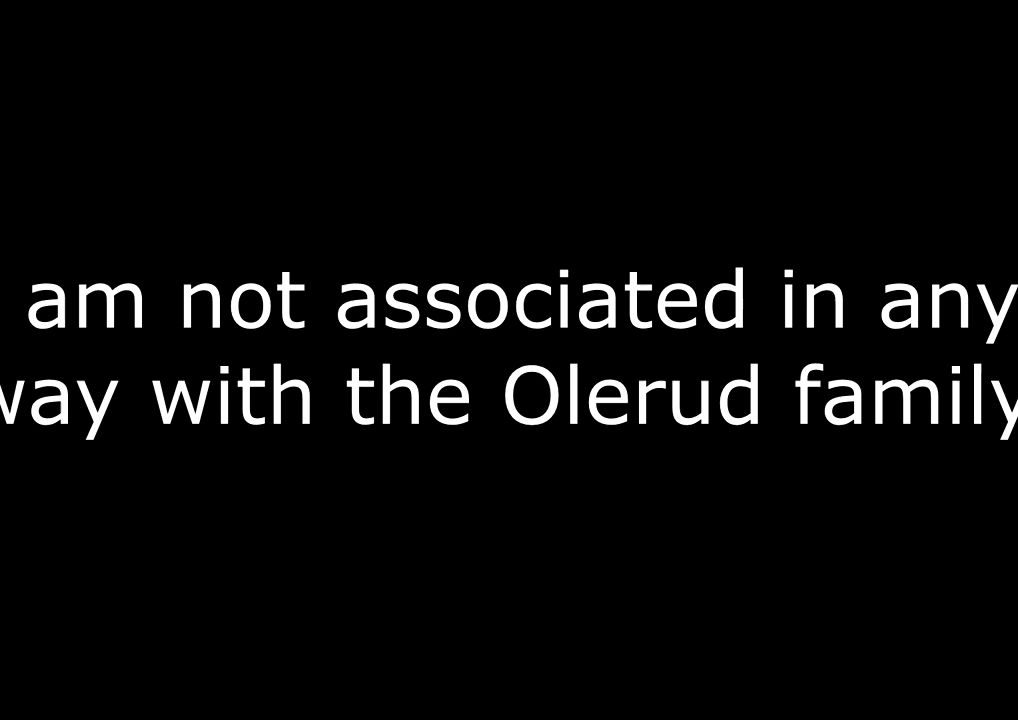 am not associated in any
way with the Olerud family